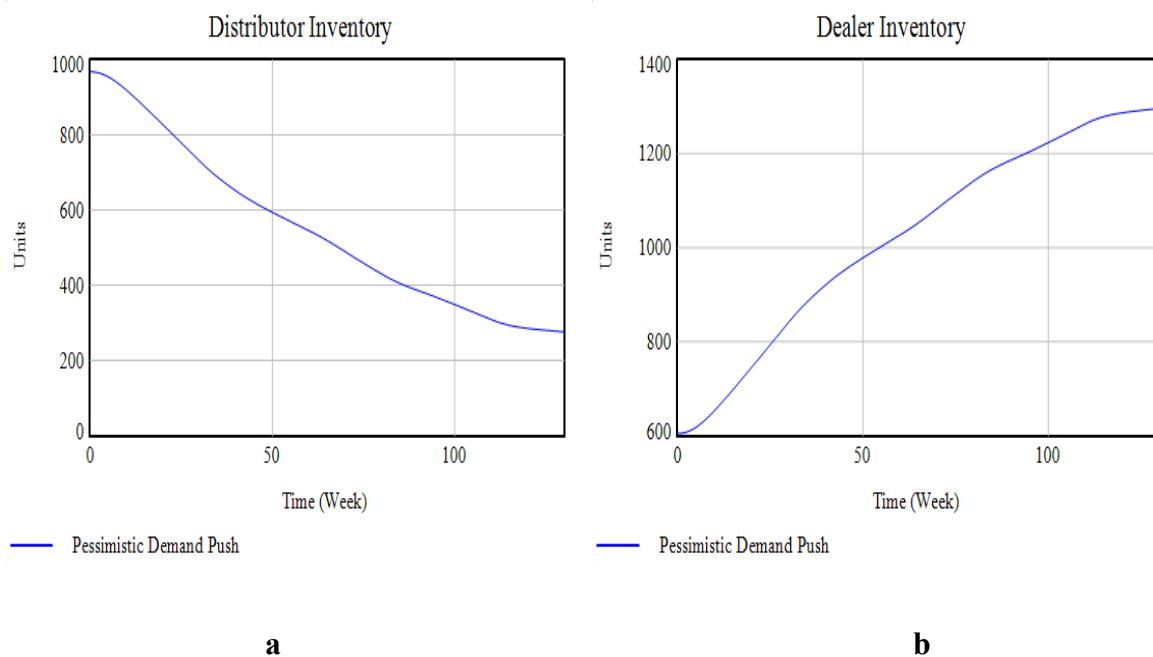 Distributor Inventory
1000
800
600
400
200
0
Units
0 50 100
Time (Week)
Pessimistic Demand Push
a
Dealer Inventory
1400
1200
1000
800
600
Units
0 50 100
Time (Week)
Pessimistic Demand Push
b